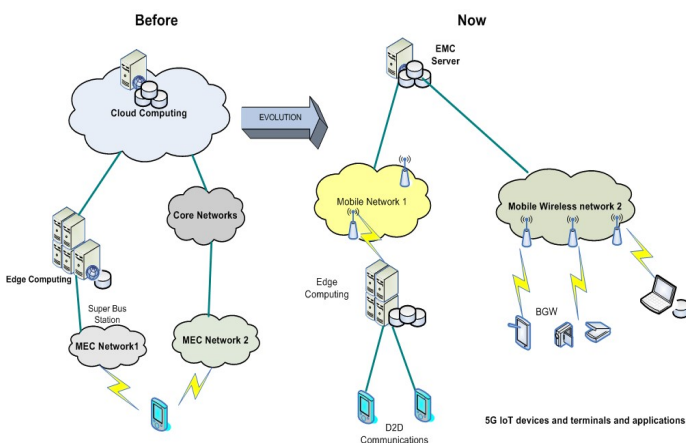 Before
Now
EMC
Server
Cloud Computing
EVOLUTION
Core Networks
Edge Computing
Super Bus
Station
MEC Network1
MEC Network 2
Mobile Network 1
Mobile Wireless network 2
Edge
Computing
BGW
D2D
Communications
5G IoT devices and terminals and applications